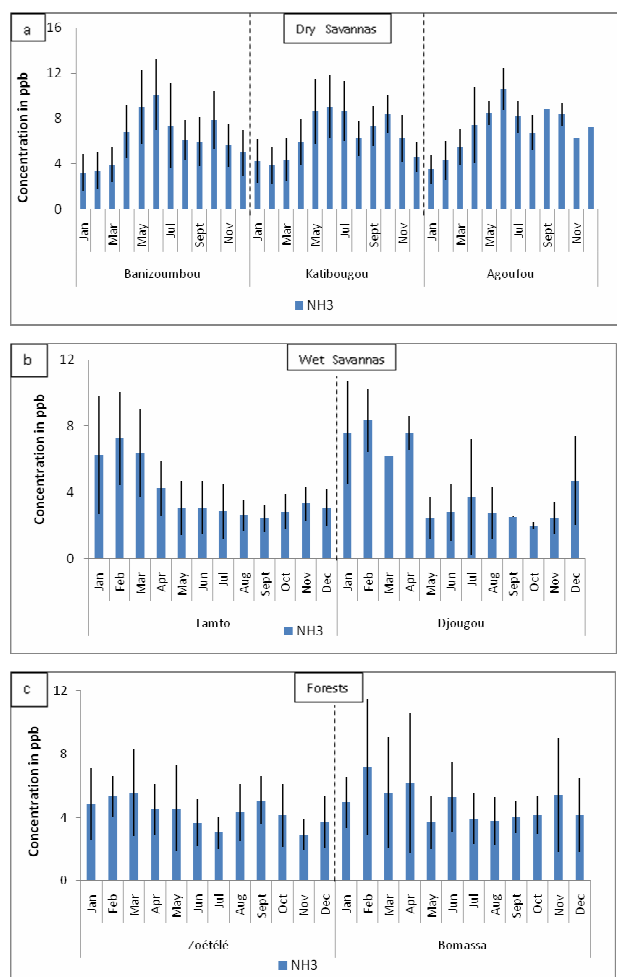 a
Dry Savannas
Concentration in ppb
16
12
8
4
0
Jan Mar May Jul Sept Nov Jan Mar May Jul Sept Nov Jan Mar May Jul Sept Nov
Banizoumbou Katibougou Agoufou
NH3
b
Wet Savannas
Concentration in ppb
12
8
4
0
Jan Feb Mar Apr May Jun Jul Aug Sept Oct Nov Dec Jan Feb Mar Apr May Jun Jul Aug Sept Oct Nov Dec
Lamto Djougou
NH3
c
Forests
Concentration in ppb
12
8
4
0
Jan Feb Mar Apr May Jun Jul Aug Sept Oct Nov Dec Jan Feb Mar Apr May Jun Jul Aug Sept Oct Nov Dec
Zoétélé Bomassa
NH3